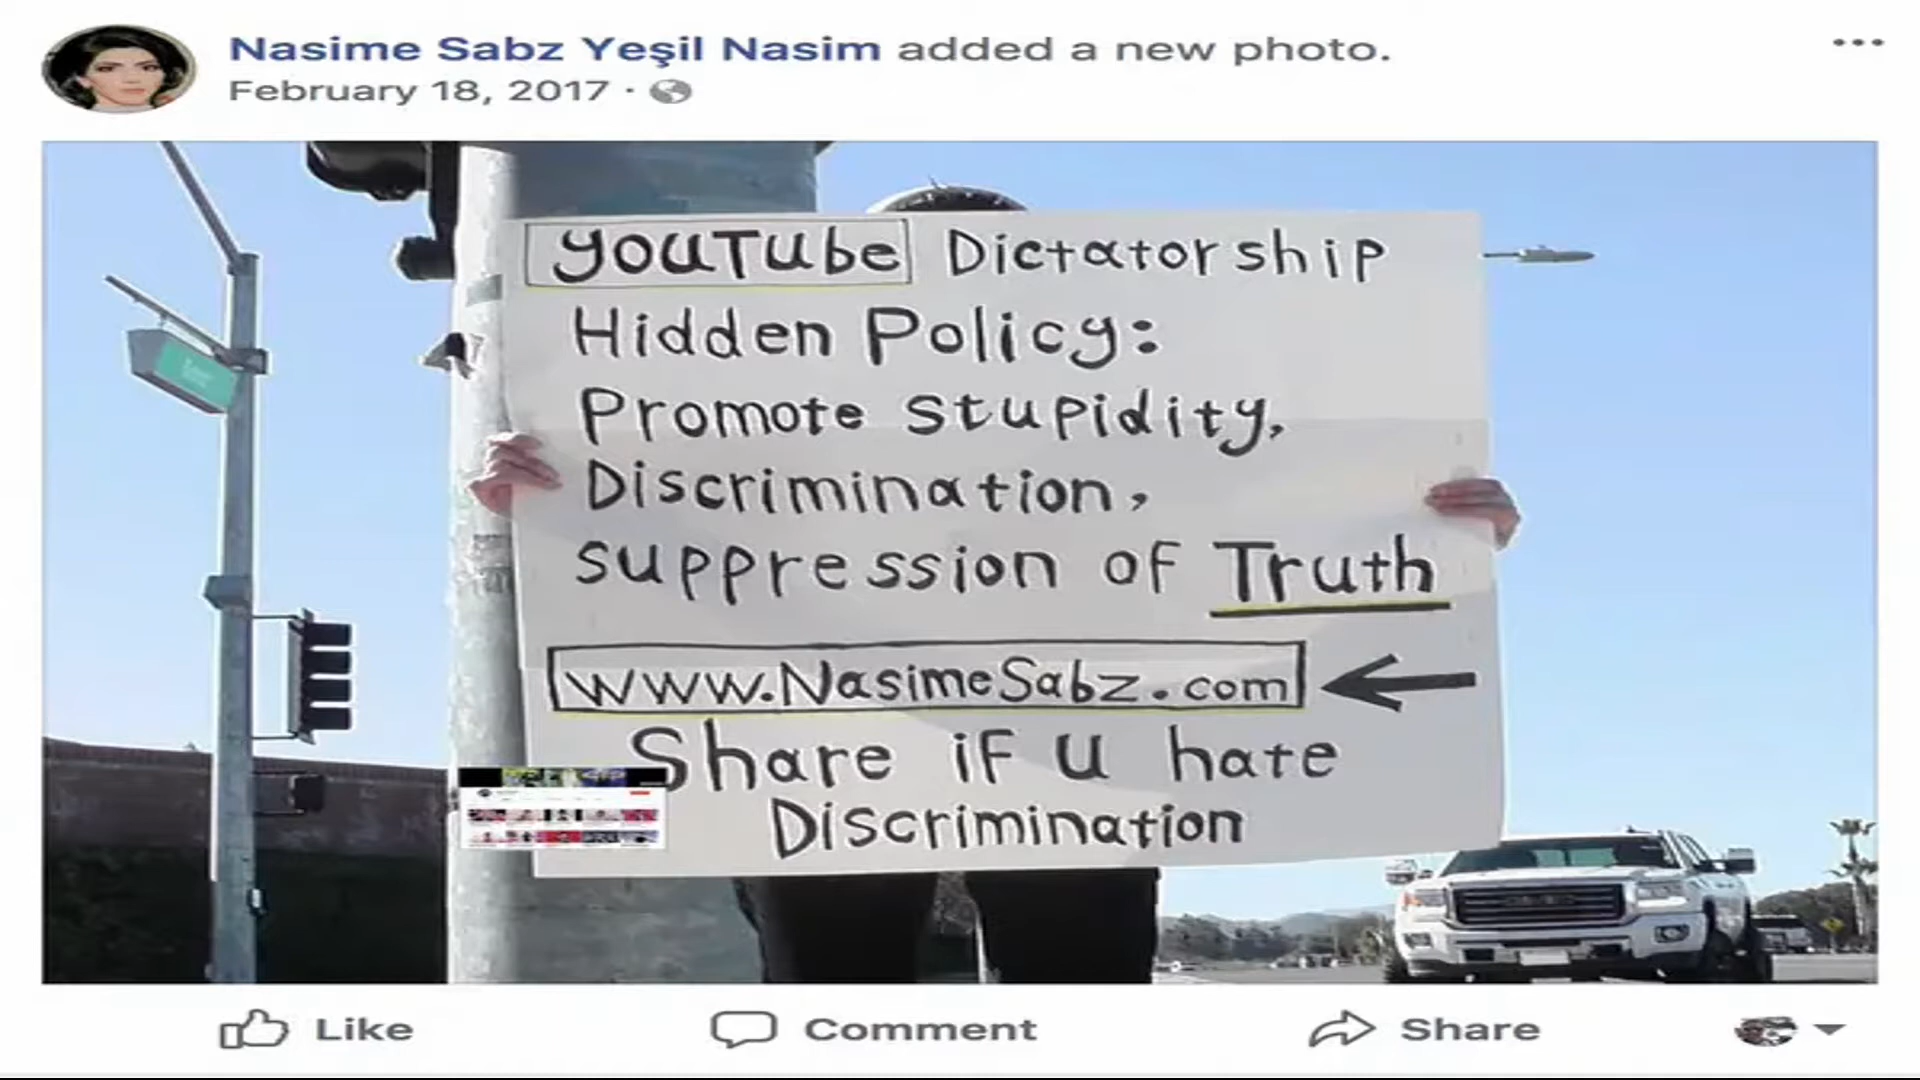 Nasime Sabz Yeşil Nasim added a new photo.
February 18, 2017 ·
YOUTUbe Dictatorship
Hidden Policy:
Promote stupidity,
Discrimination,
suppression of Truth
www.NasimeSabz.com
Share if u hate
Discrimination
Like
Comment
Share